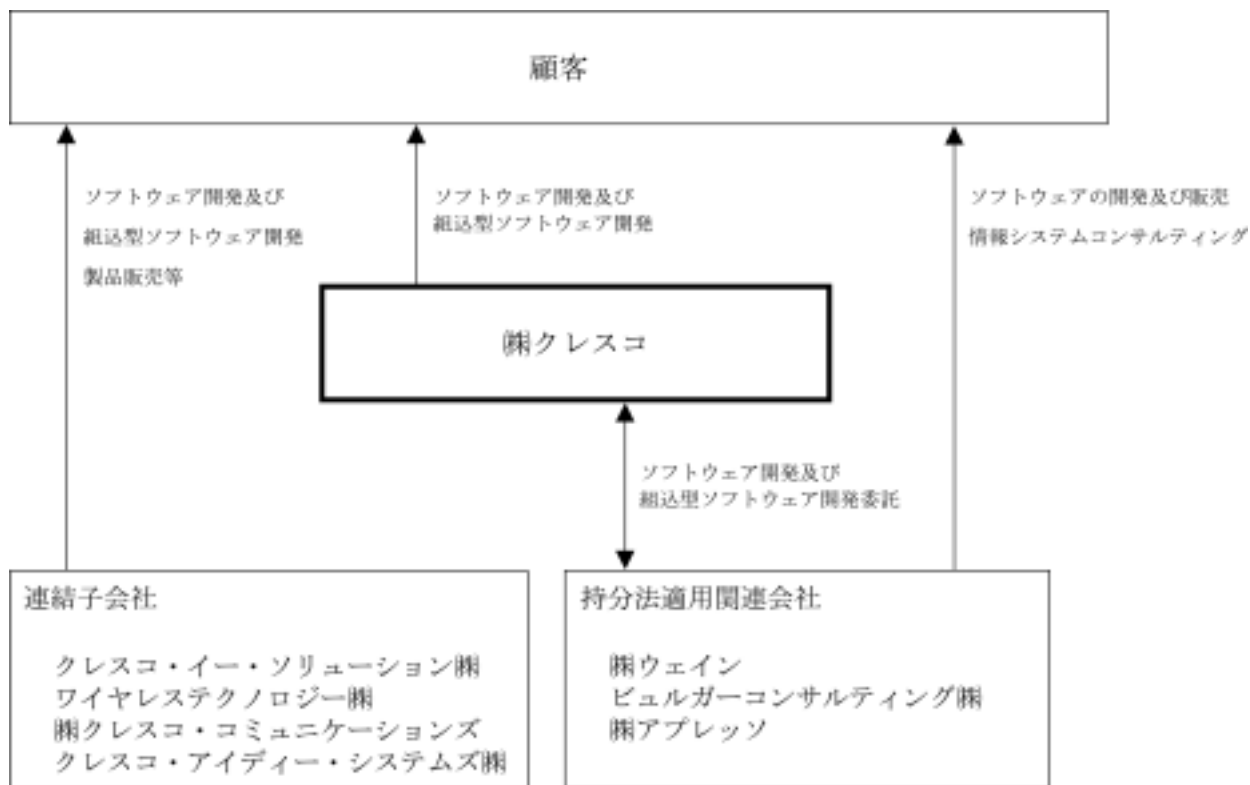 顧客
ソフトウェア開発及び
組込型ソフトウェア開発
製品販売等
ソフトウェア開発及び
組込型ソフトウェア開発
ソフトウェアの開発及び販売
情報システムコンサルティング
㈱クレスコ
ソフトウェア開発及び
組込型ソフトウェア開発委託
連結子会社
クレスコ・イー・ソリューション㈱
ワイヤレステクノロジー㈱
㈱クレスコ・コミュニケーションズ
クレスコ・アイディー・システムズ㈱
持分法適用関連会社
㈱ウェイン
ビュルガーコンサルティング㈱
㈱アプレッソ